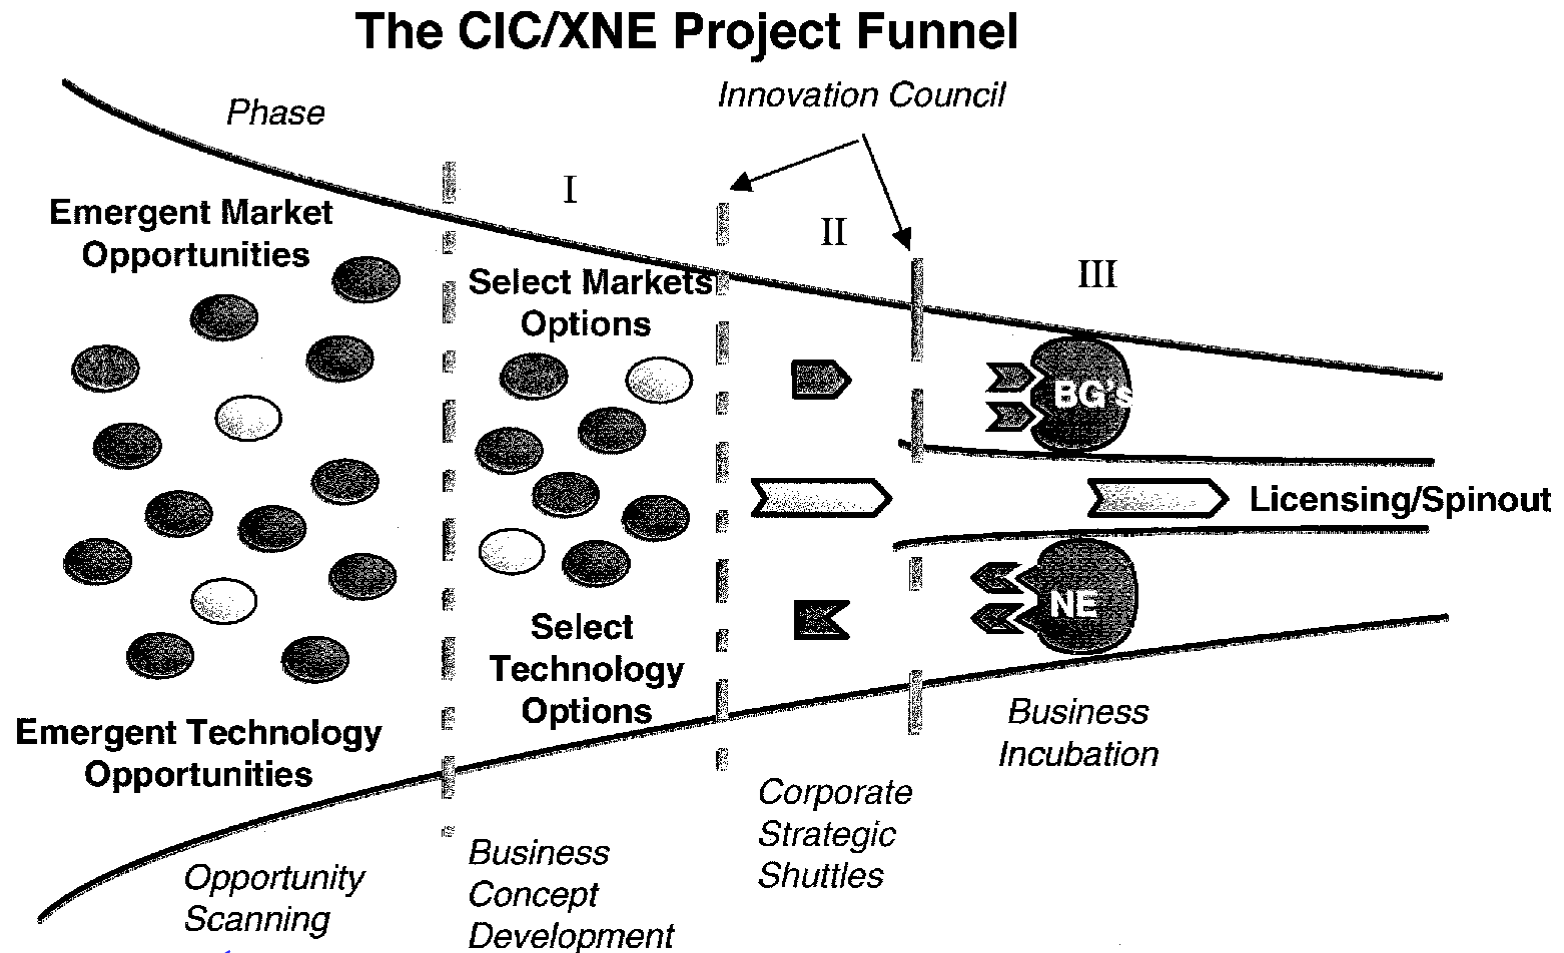 The CIC/XNE Project Funnel
Innovation Council
Phase
I
II
III
Emergent Market
Opportunities
Select Markets
Options
BG's
Licensing/Spinout
NE
Select
Technology
Options
Emergent Technology
Opportunities
Business
Incubation
Corporate
Strategic
Shuttles
Business
Concept
Development
Opportunity
Scanning